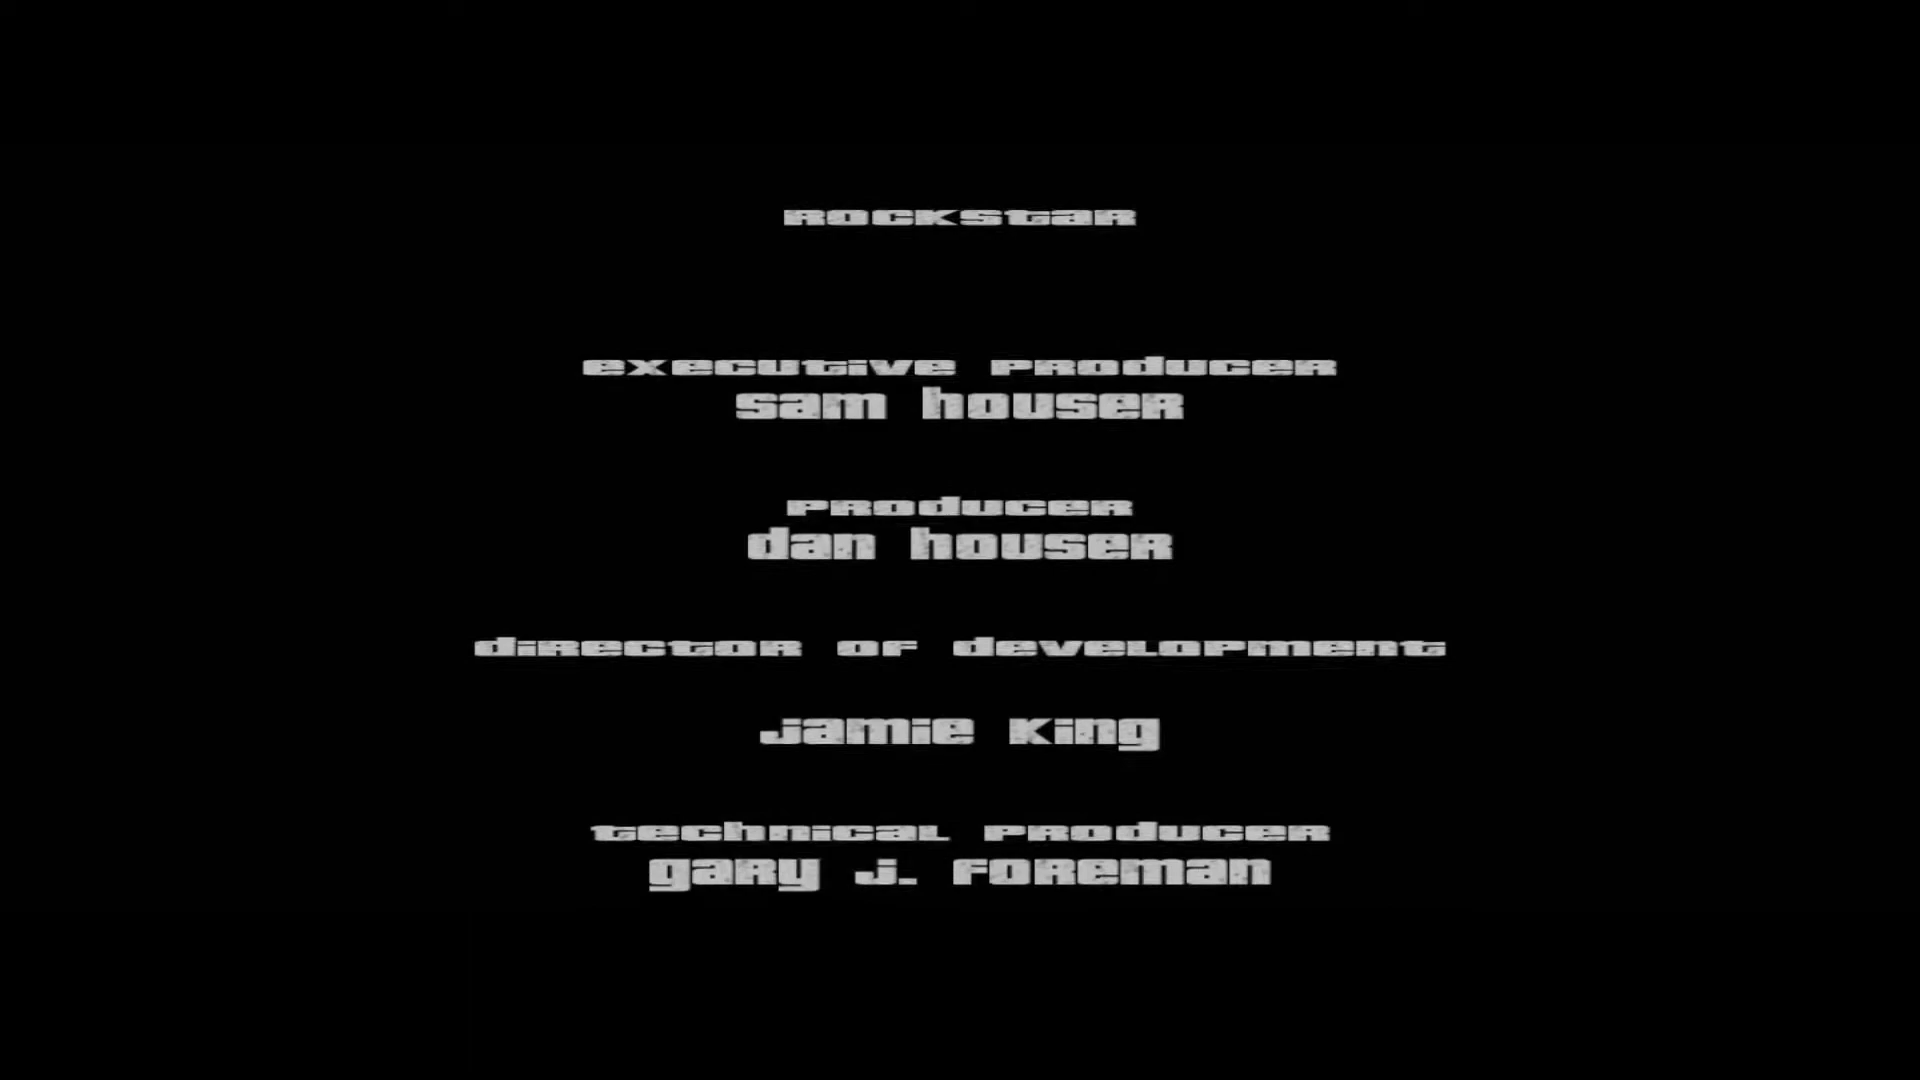 ROCKSTAR
EXECUTIVE PRODUCER
SAM HOUSER
PRODUCER
DAN HOUSER
DIRECTOR OF DEVELOPMENT
JAMIE KING
TECHNICAL PRODUCER
GARY J. FOREMAN